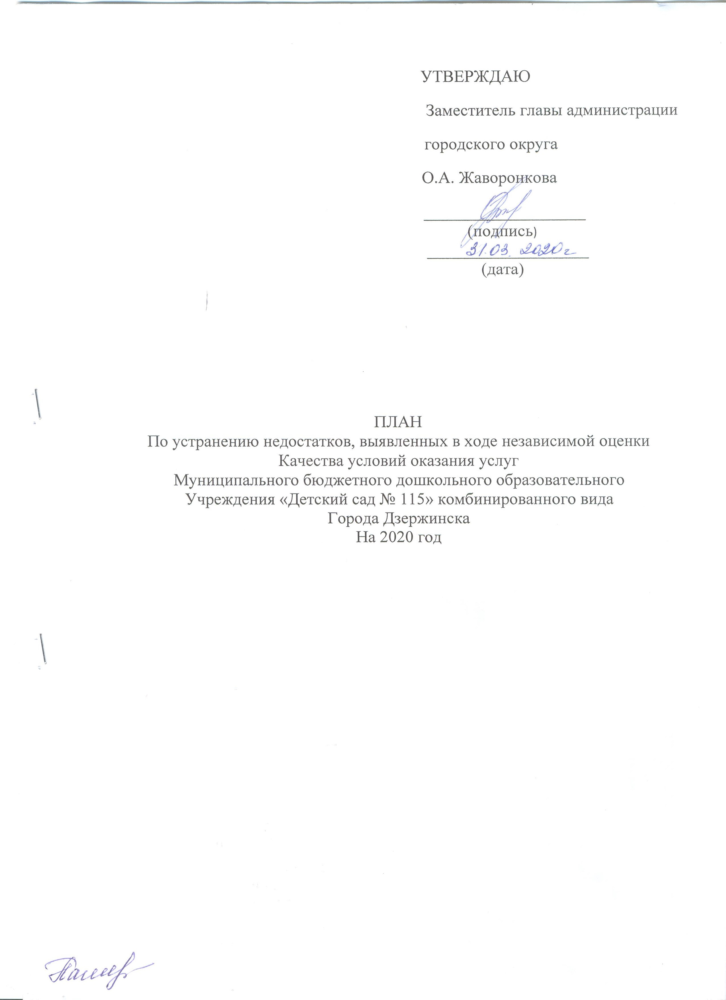 УТВЕРЖДАЮ
Заместитель главы администрации
городского округа
О.А. Жаворонкова
(подпись)
31.03. 2020г
(дата)
ПЛАН
По устранению недостатков, выявленных в ходе независимой оценки
Качества условий оказания услуг
Муниципального бюджетного дошкольного образовательного
Учреждения «Детский сад № 115» комбинированного вида
Города Дзержинска
На 2020 год